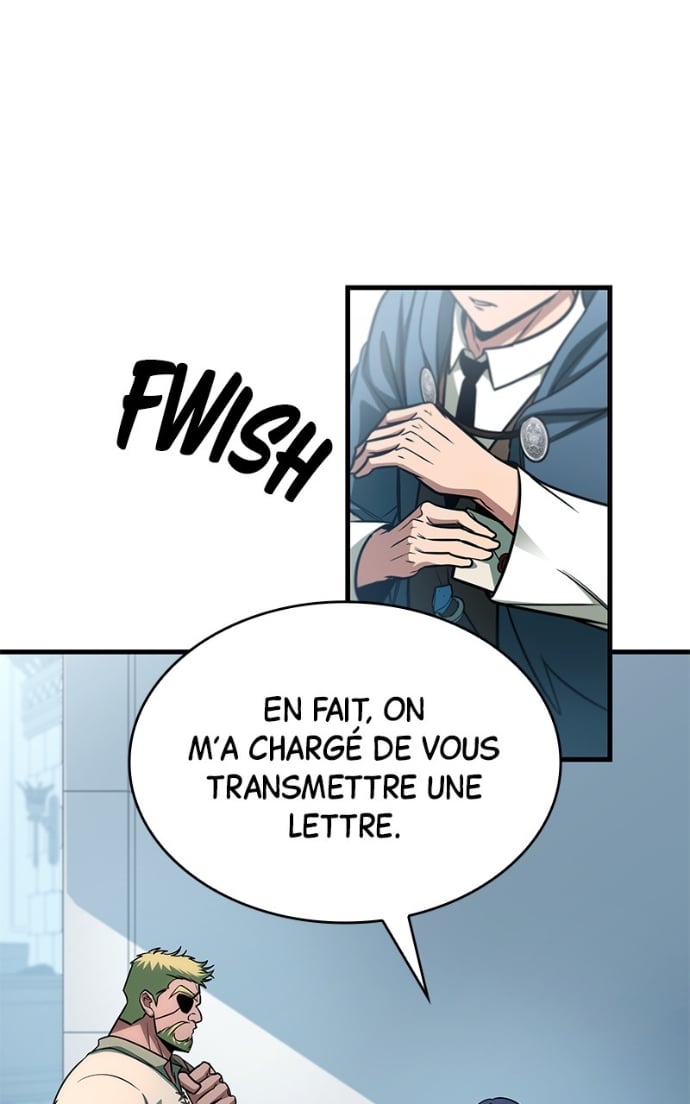 FWISH
EN FAIT, ON
M'A CHARGÉ DE VOUS
TRANSMETTRE UNE
LETTRE.